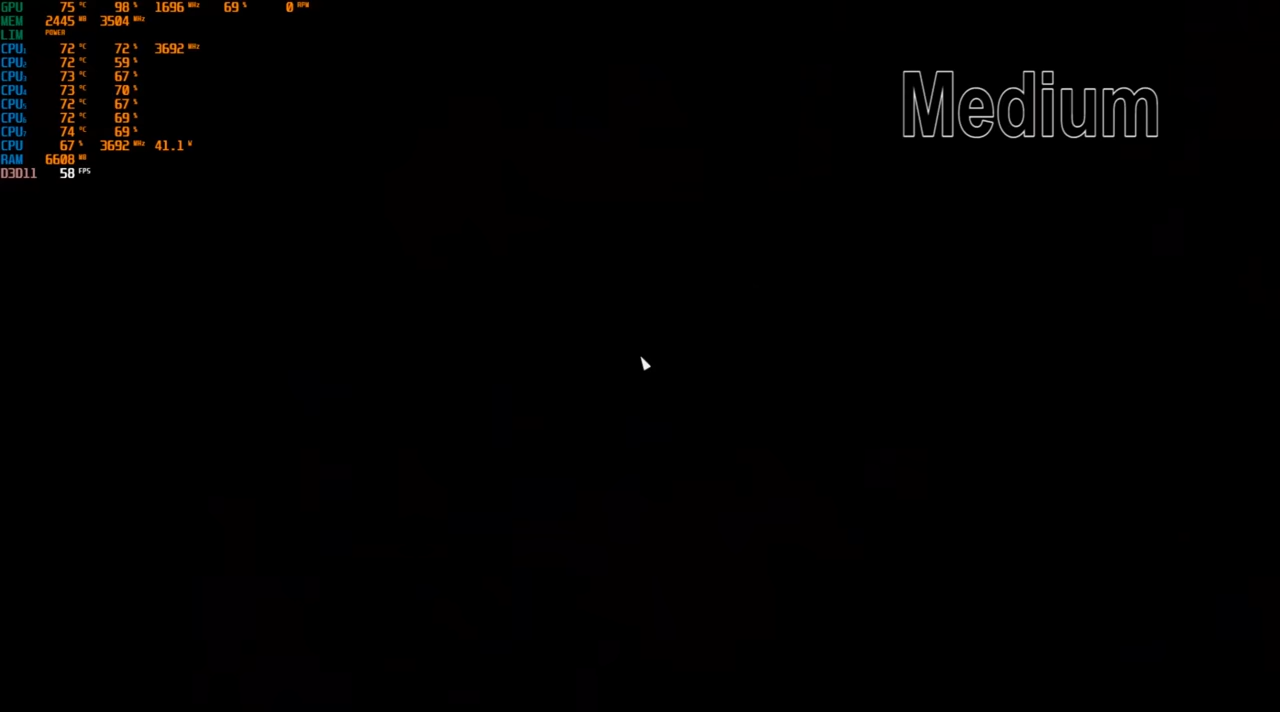 GPU 75 °C 98 % 1696 MHz 69 % 0 RPM
MEM 2445 MB 3504 MHz
LIM POWER
CPU1 72 °C 72 % 3692 MHz
CPU2 72 °C 59 %
CPU3 73 °C 67 %
CPU4 73 °C 70 %
CPU5 72 °C 67 %
CPU6 72 °C 69 %
CPU7 74 °C 69 %
CPU 67 % 3692 MHz 41.1 W
RAM 6608 MB
D3D11 58 FPS
Medium